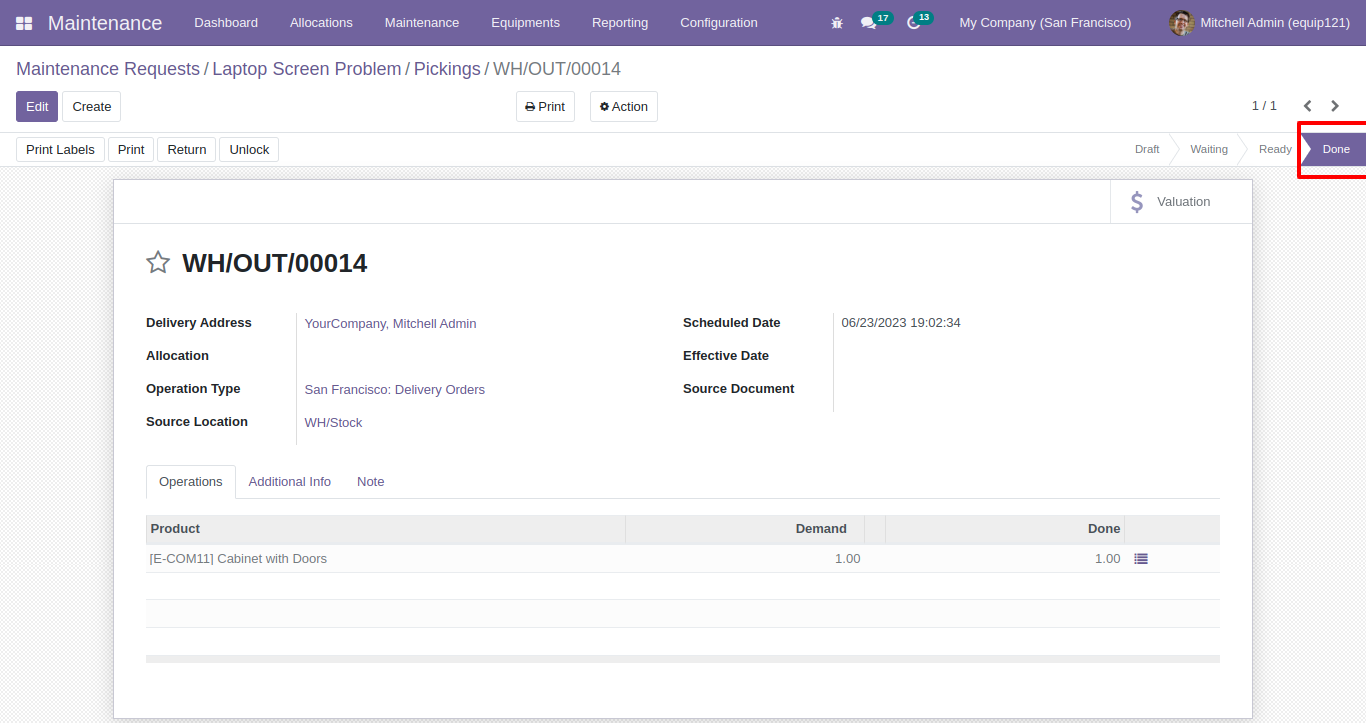 Maintenance Dashboard Allocations Maintenance Equipments Reporting Configuration 17 13 My Company (San Francisco) Mitchell Admin (equip121)
Maintenance Requests / Laptop Screen Problem / Pickings / WH/OUT/00014
Edit Create Print Action 1 / 1
Print Labels Print Return Unlock Draft Waiting Ready Done
$ Valuation
WH/OUT/00014
Delivery Address YourCompany, Mitchell Admin Scheduled Date 06/23/2023 19:02:34
Allocation Effective Date
Operation Type San Francisco: Delivery Orders Source Document
Source Location WH/Stock
Operations Additional Info Note
Product Demand Done
[E-COM11] Cabinet with Doors 1.00 1.00